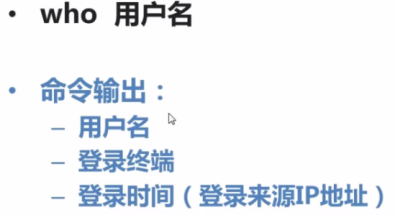 • who 用户名
• 命令输出：
– 用户名
– 登录终端
– 登录时间（登录来源IP地址）